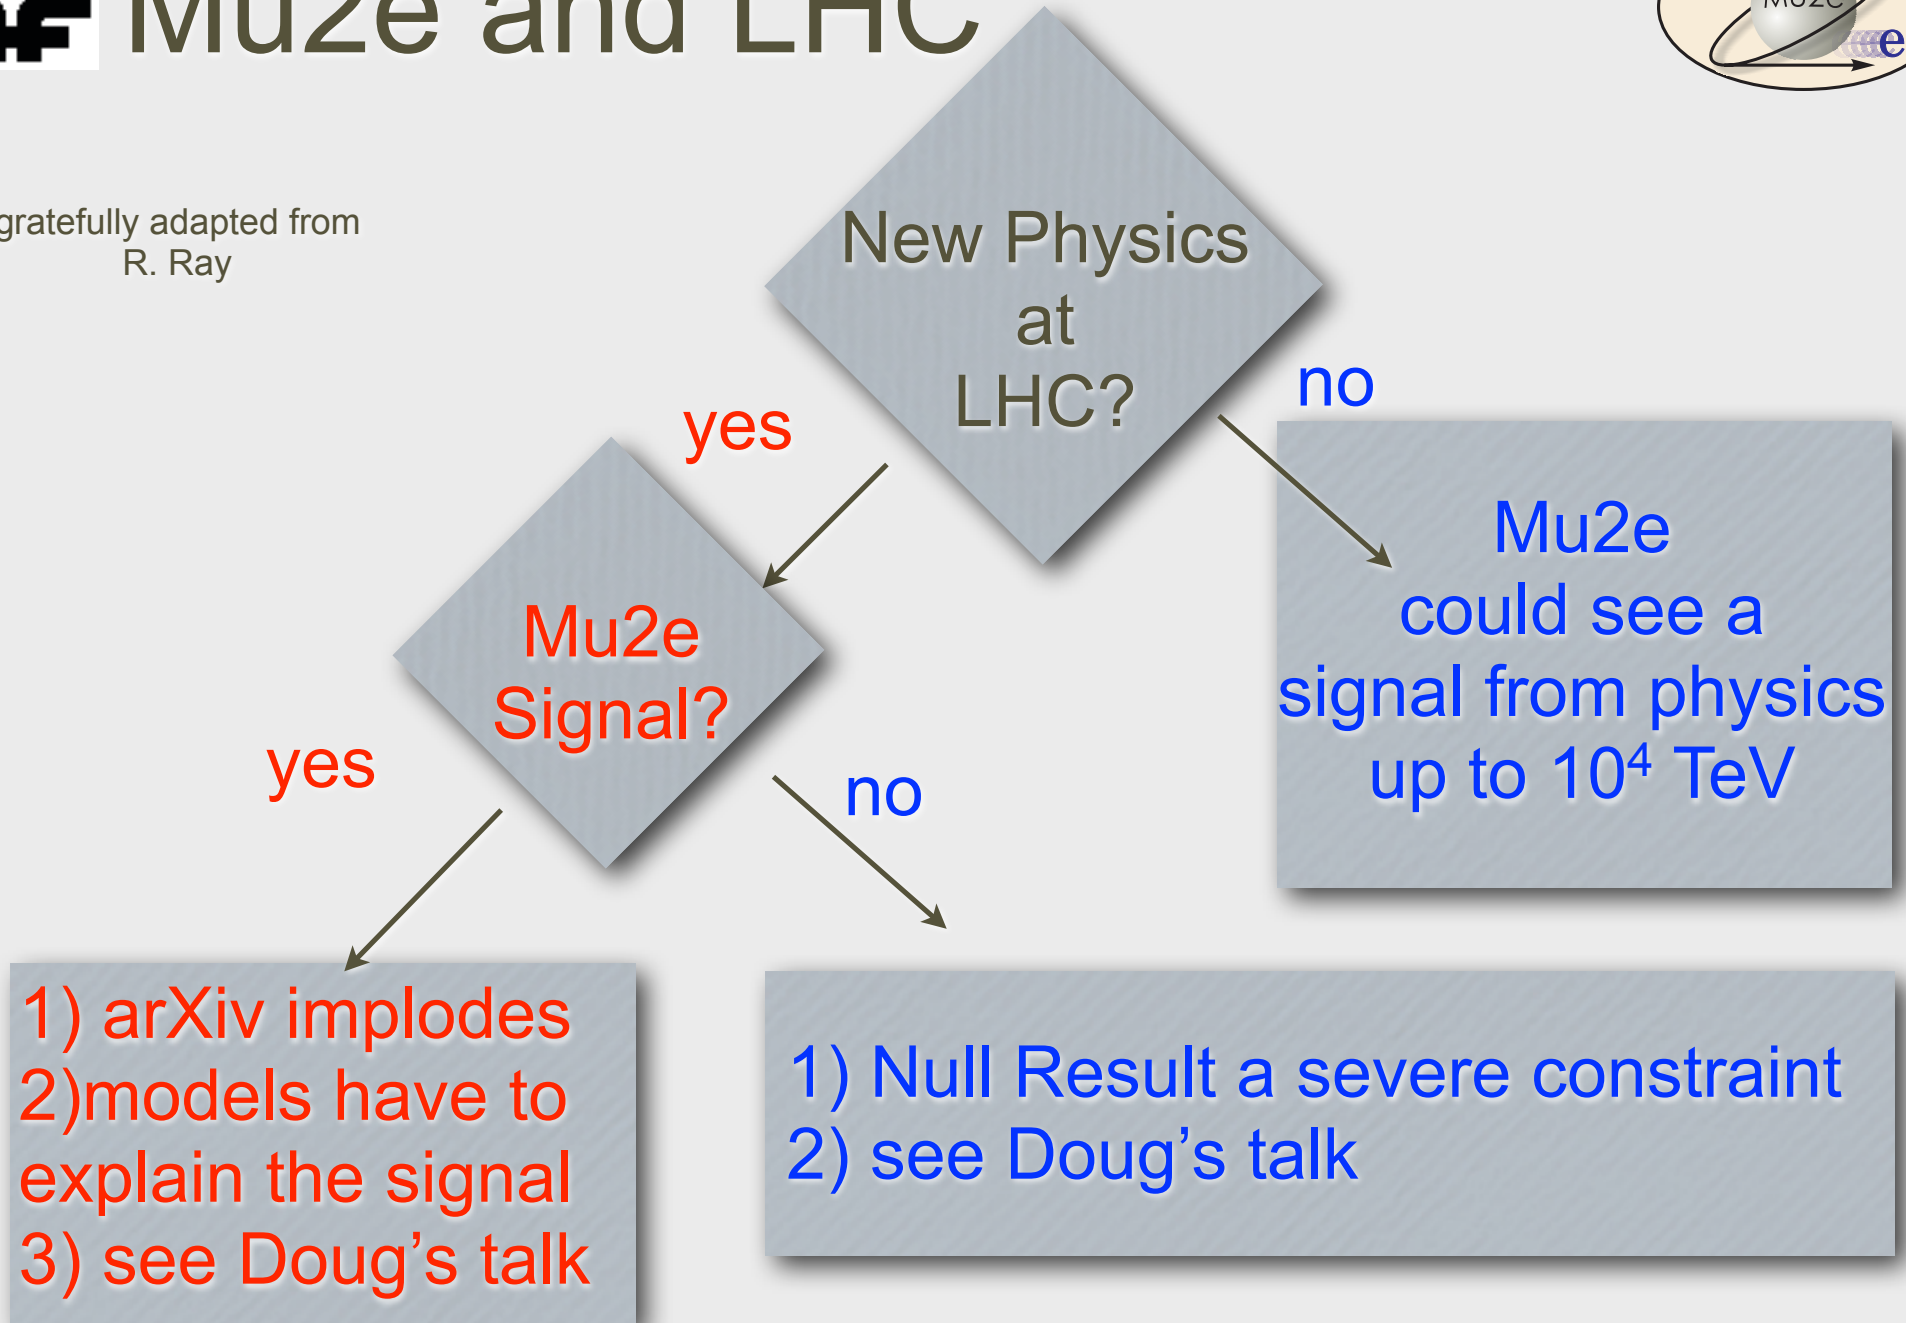 Mu2e and LHC
Mu2e
e
gratefully adapted from
R. Ray
New Physics
at
LHC?
yes
no
Mu2e
Signal?
Mu2e
could see a
signal from physics
up to 10⁴ TeV
yes
no
1) arXiv implodes
2)models have to
explain the signal
3) see Doug’s talk
1) Null Result a severe constraint
2) see Doug’s talk